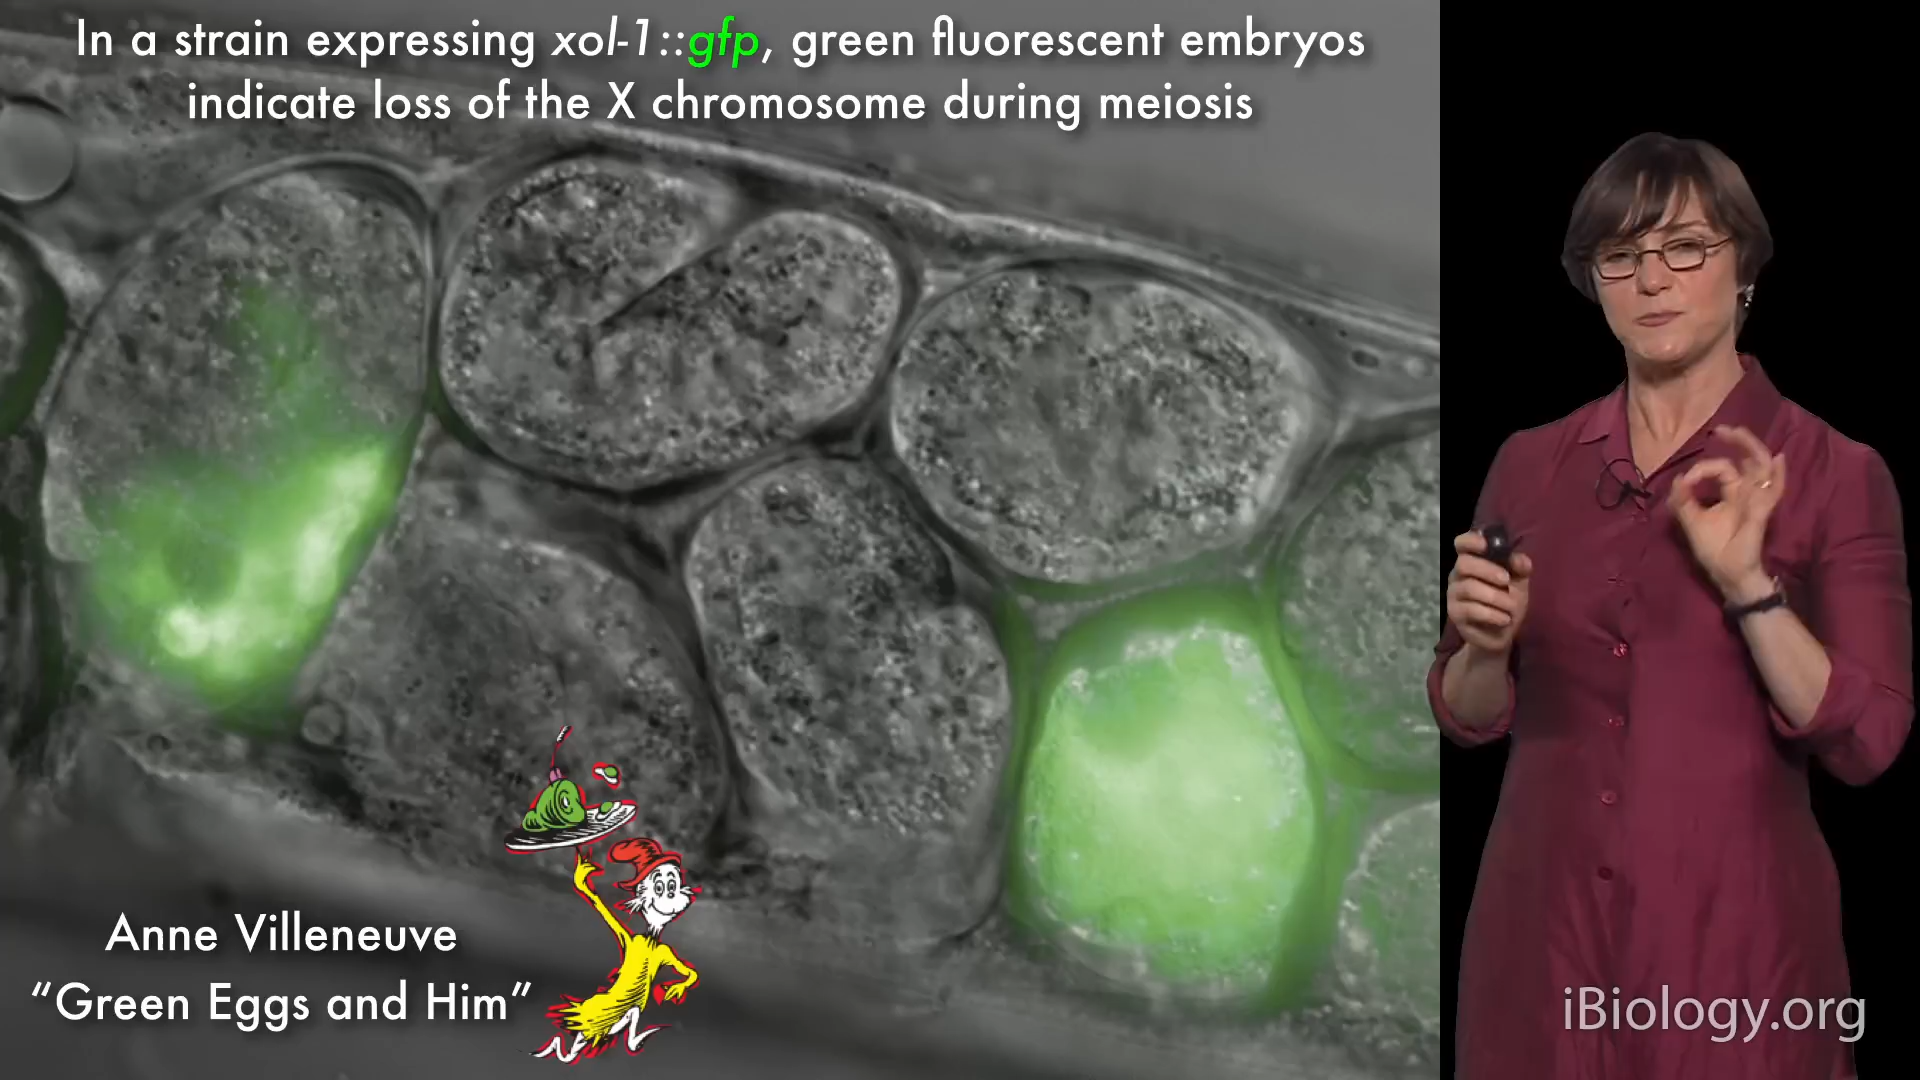 In a strain expressing xol-1::gfp, green fluorescent embryos
indicate loss of the X chromosome during meiosis
Anne Villeneuve
“Green Eggs and Him”
iBiology.org